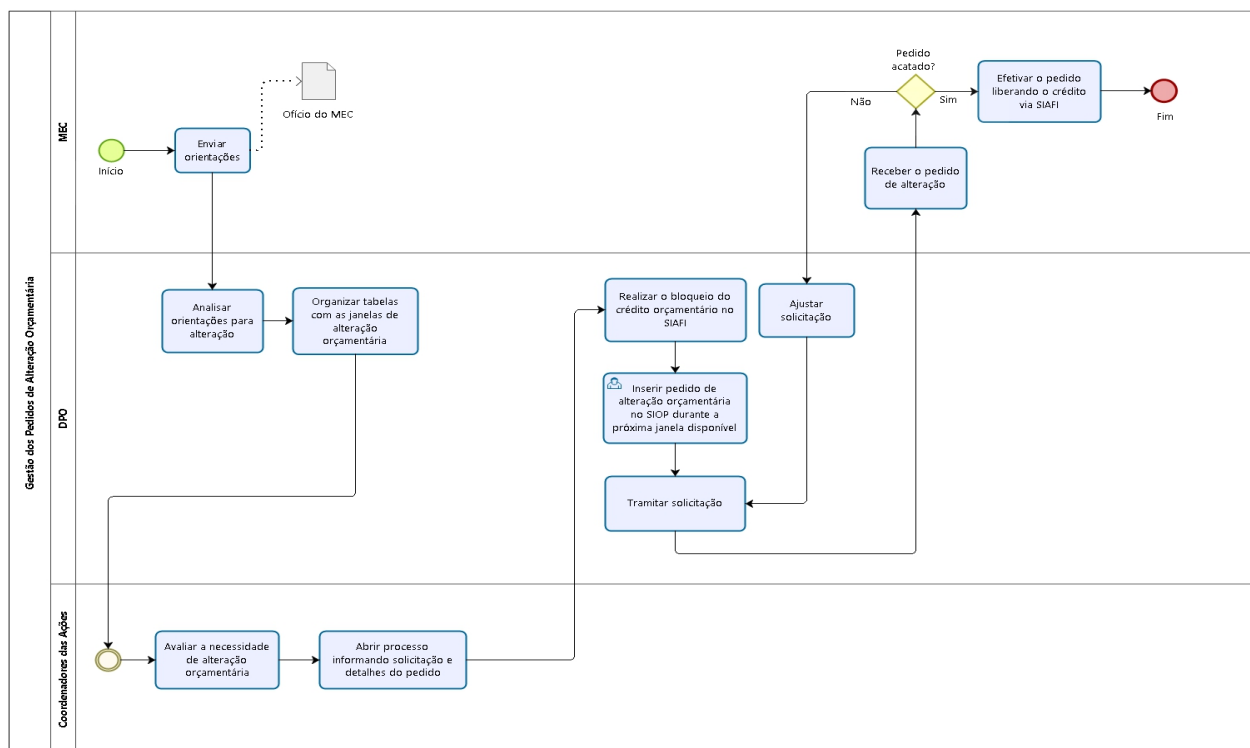 Gestão dos Pedidos de Alteração Orçamentária
MEC
Início
Enviar
orientações
Ofício do MEC
Pedido
acatado?
Não
Sim
Efetivar o pedido
liberando o crédito
via SIAFI
Fim
Receber o pedido
de alteração
DPO
Analisar
orientações para
alteração
Organizar tabelas
com as janelas de
alteração
orçamentária
Realizar o bloqueio do
crédito orçamentário no
SIAFI
Ajustar
solicitação
Inserir pedido de
alteração orçamentária
no SIOP durante a
próxima janela disponível
Tramitar solicitação
Coordenadores das Ações
Avaliar a necessidade
de alteração
orçamentária
Abrir processo
informando solicitação e
detalhes do pedido